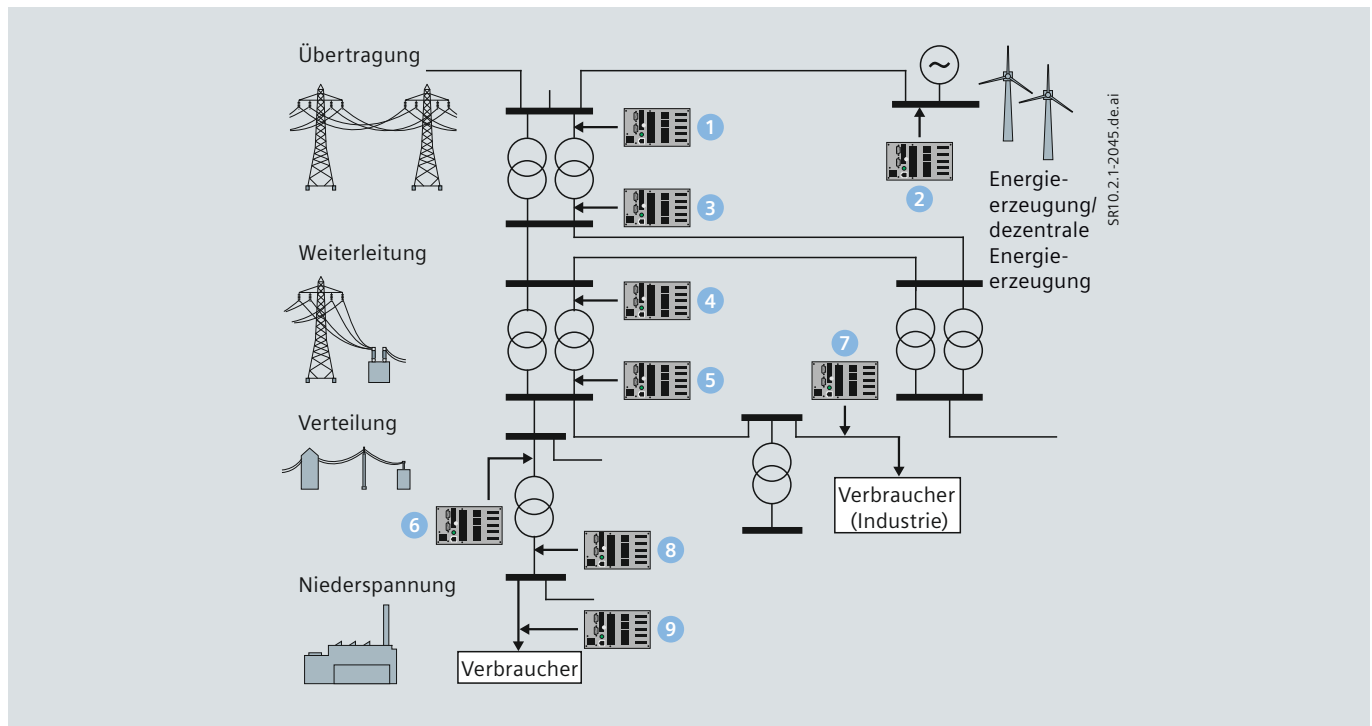 Übertragung
1
2
SR10.2.1-2045.de.ai
Energie-
erzeugung/
dezentrale
Energie-
erzeugung
3
Weiterleitung
4
7
5
Verteilung
Verbraucher
(Industrie)
6
8
Niederspannung
9
Verbraucher